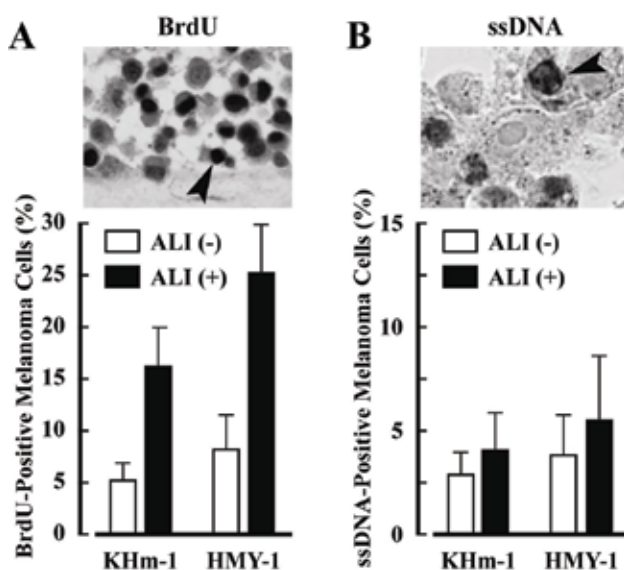 A
BrdU
BrdU-Positive Melanoma Cells (%)
30
25
20
15
10
5
0
ALI (-)
ALI (+)
KHm-1
HMY-1
B
ssDNA
ssDNA-Positive Melanoma Cells (%)
15
10
5
0
ALI (-)
ALI (+)
KHm-1
HMY-1